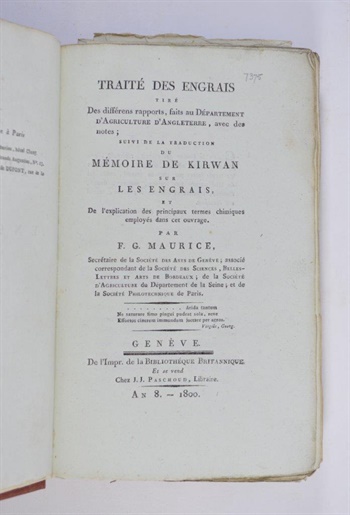 7375
TRAITÉ DES ENGRAIS
TIRÉ
Des différens rapports, faits au DÉPARTEMENT
D'AGRICULTURE D'ANGLETERRE, avec des
notes;
SUIVI DE LA TRADUCTION
DU
MÉMOIRE DE KIRWAN
SUR
LES ENGRAIS,
ET
De l'explication des principaux termes chimiques
employés dans cet ouvrage.
PAR
F. G. MAURICE,
Secrétaire de la SOCIÉTÉ DES ARTS DE GENÈVE; associé
correspondant de la SOCIÉTÉ DES SCIENCES, BELLES-
LETTRES ET ARTS DE BORDEAUX; de la SOCIÉTÉ
D'AGRICULTURE du Département de la Seine; et de
la SOCIÉTÉ PHILOTECHNIQUE de Paris.
. . . . . . . . Arida tantum
Ne saturare fimo pingui pudeat sola, neve
Effœtos cinerem immundum jactare per agros.
Virgile, Georg.
GENÈVE.
De l'Impr. de la BIBLIOTHÈQUE BRITANNIQUE.
Et se vend
Chez J. J. PASCHOUD, Libraire.
AN 8. — 1800.
à Paris